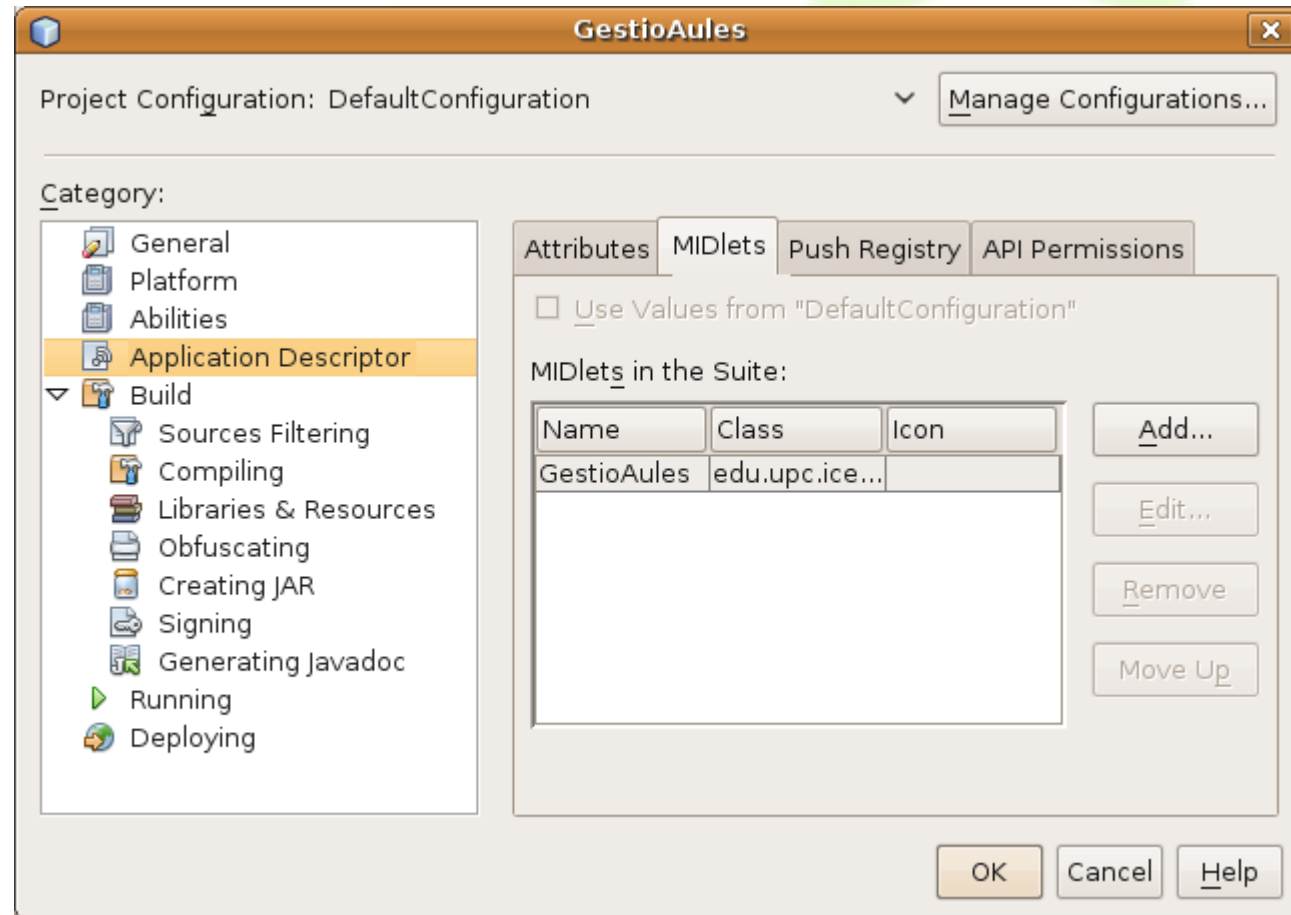 GestioAules
Project Configuration: DefaultConfiguration
Manage Configurations...
Category:
General
Platform
Abilities
Application Descriptor
Build
Sources Filtering
Compiling
Libraries & Resources
Obfuscating
Creating JAR
Signing
Generating Javadoc
Running
Deploying
Attributes MIDlets Push Registry API Permissions
Use Values from "DefaultConfiguration"
MIDlets in the Suite:
Name Class Icon
GestioAules edu.upc.ice...
Add...
Edit...
Remove
Move Up
OK Cancel Help